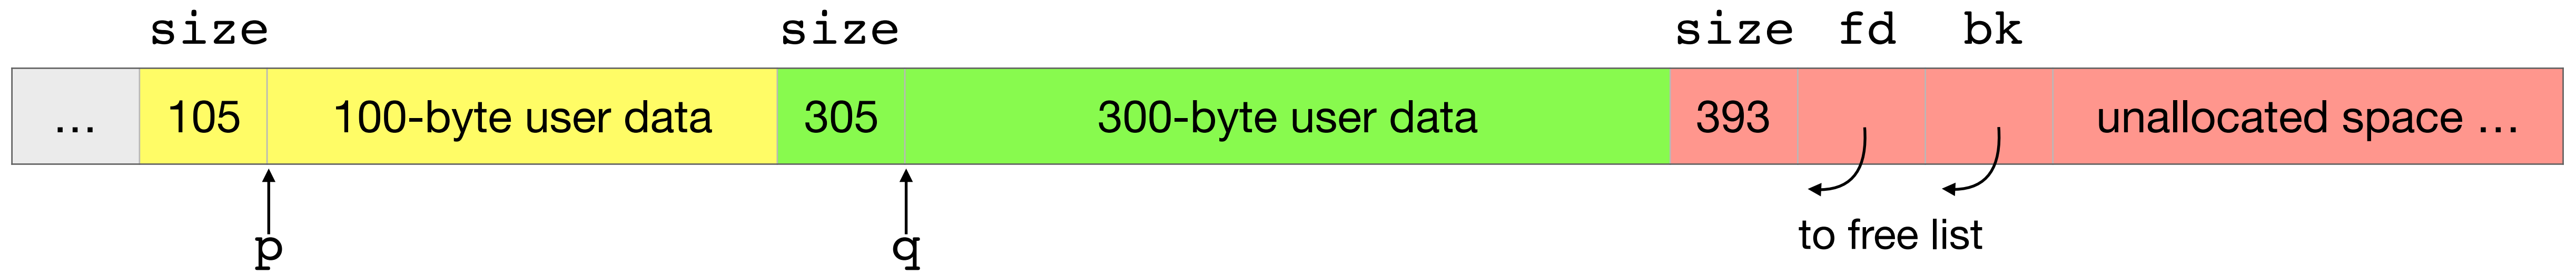 size size size fd bk
... 105 100-byte user data 305 300-byte user data 393 unallocated space ...
p q to free list